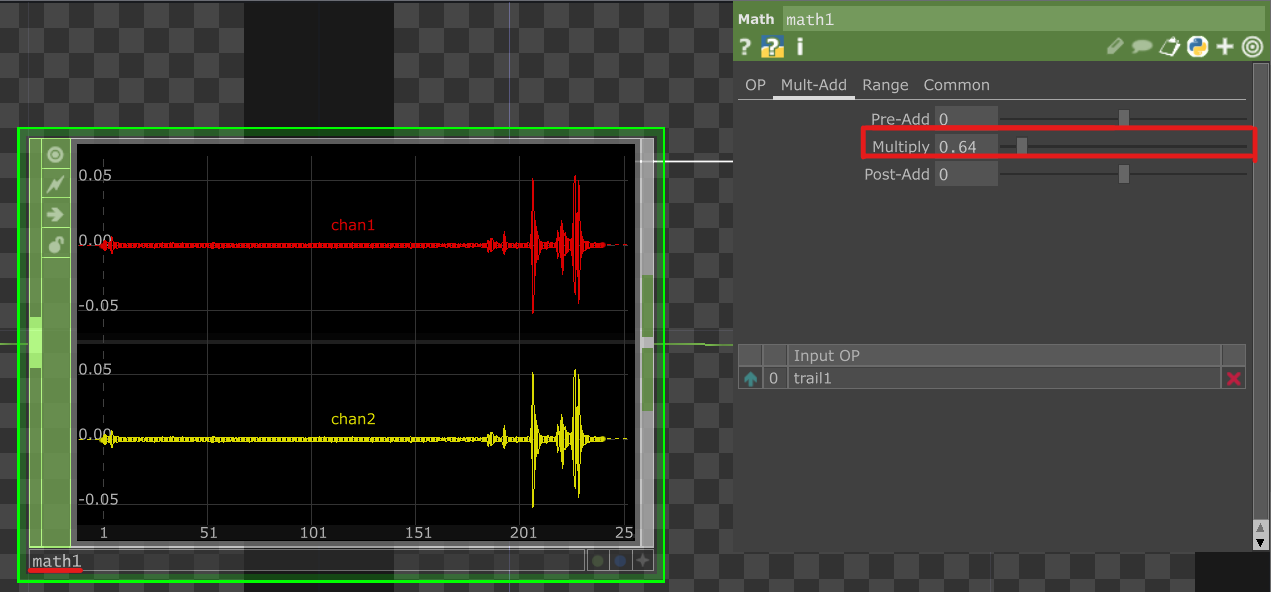 Math math1
? ? i
OP Mult-Add Range Common
Pre-Add 0
Multiply 0.64
Post-Add 0
Input OP
0 trail1
0.05
chan1
0.00
-0.05
0.05
chan2
0.00
-0.05
1 51 101 151 201 25
math1